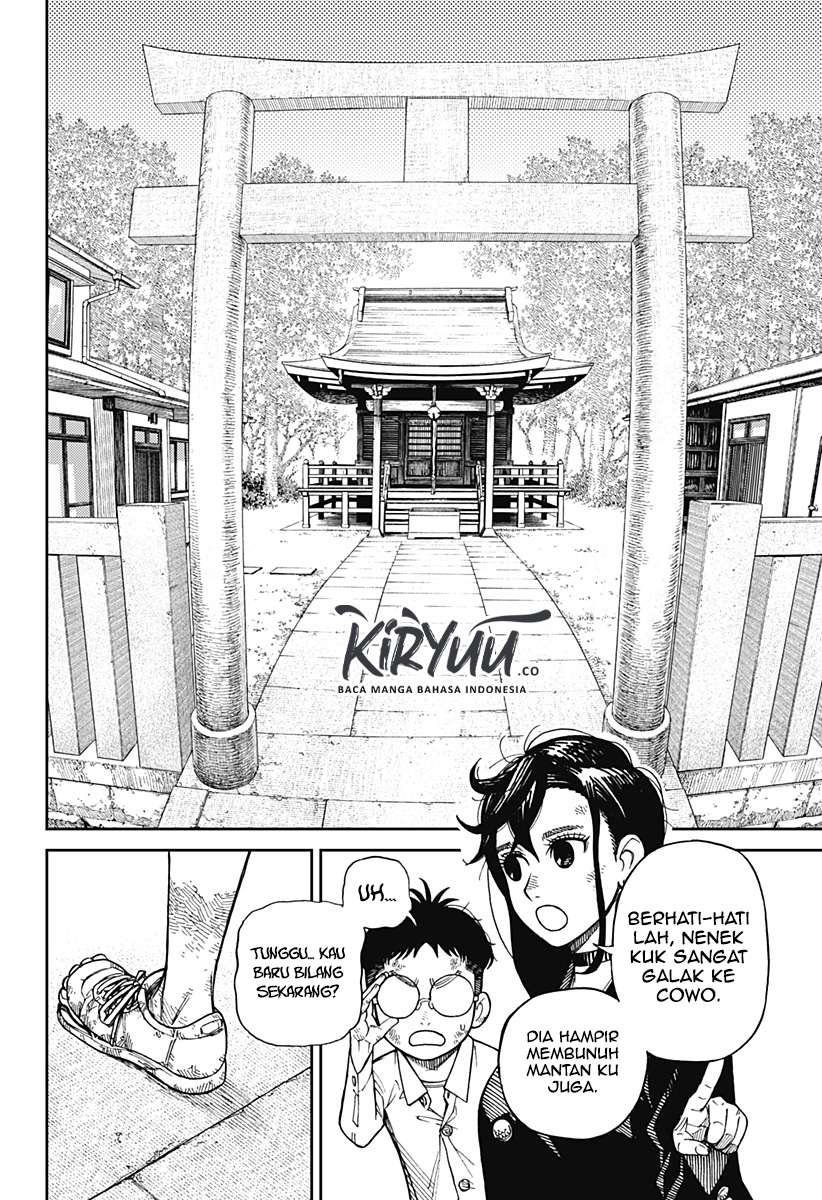 KIRYUU.CO
BACA MANGA BAHASA INDONESIA
BERHATI-HATI
LAH, NENEK
KUK SANGAT
GALAK KE
COWO.
DIA HAMPIR
MEMBUNUH
MANTAN KU
JUGA.
UH...
TUNGGU... KAU
BARU BILANG
SEKARANG?